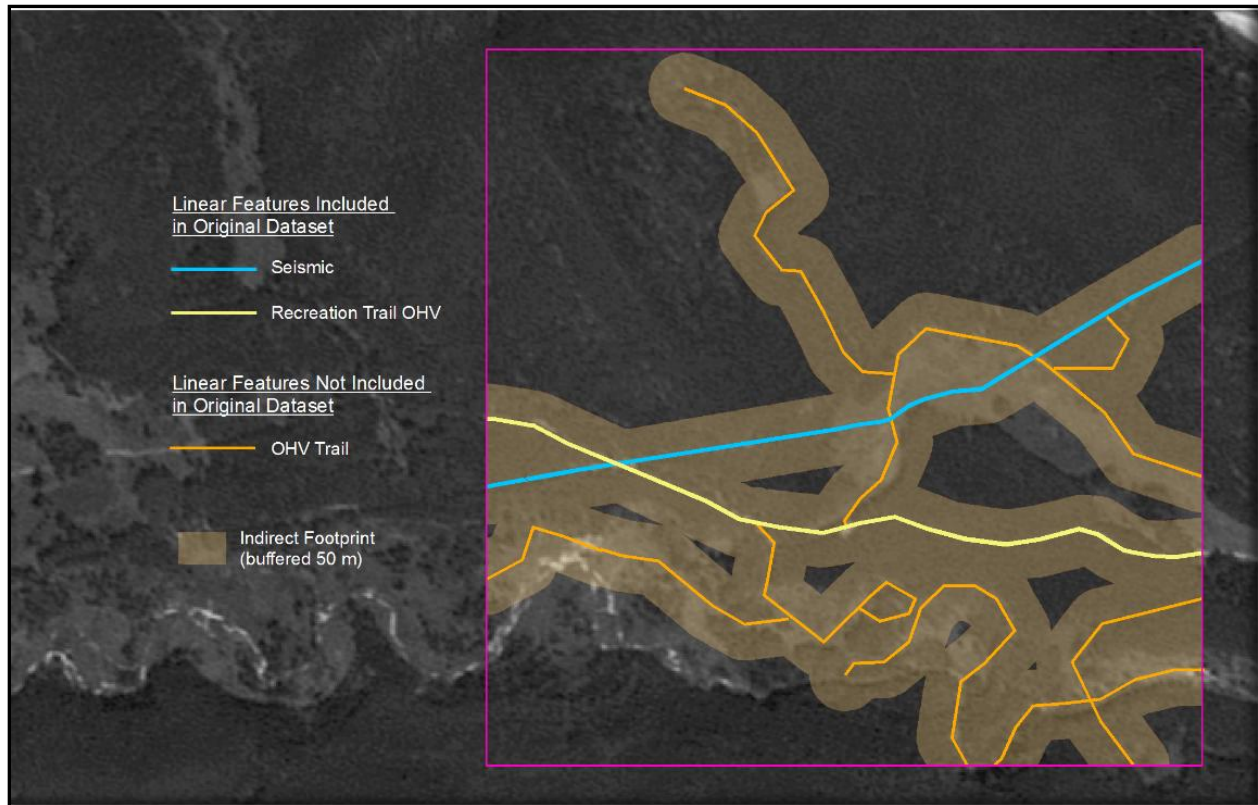 Linear Features Included
in Original Dataset
Seismic
Recreation Trail OHV
Linear Features Not Included
in Original Dataset
OHV Trail
Indirect Footprint
(buffered 50 m)